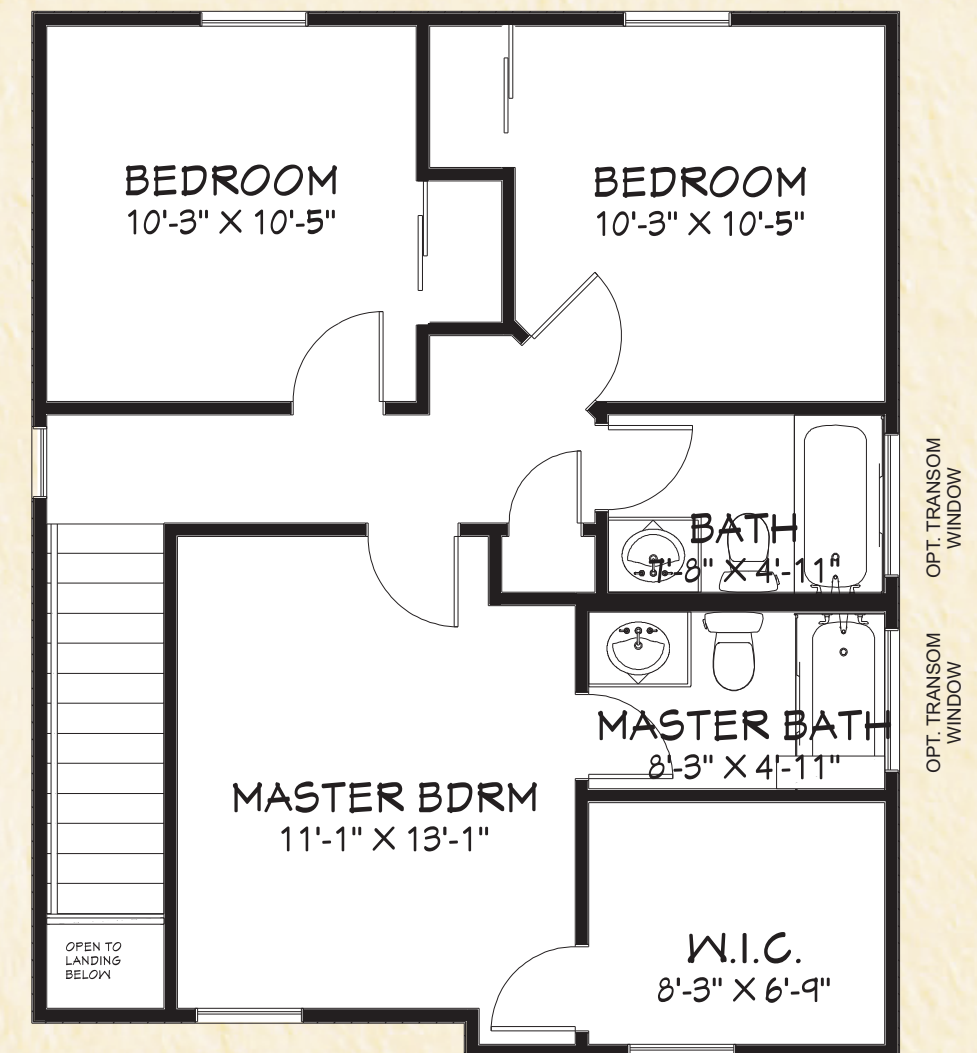 BEDROOM
10'-3" X 10'-5"
BEDROOM
10'-3" X 10'-5"
BATH
7'-8" X 4'-11"
OPT. TRANSOM
WINDOW
MASTER BATH
8'-3" X 4'-11"
OPT. TRANSOM
WINDOW
MASTER BDRM
11'-1" X 13'-1"
W.I.C.
8'-3" X 6'-9"
OPEN TO
LANDING
BELOW